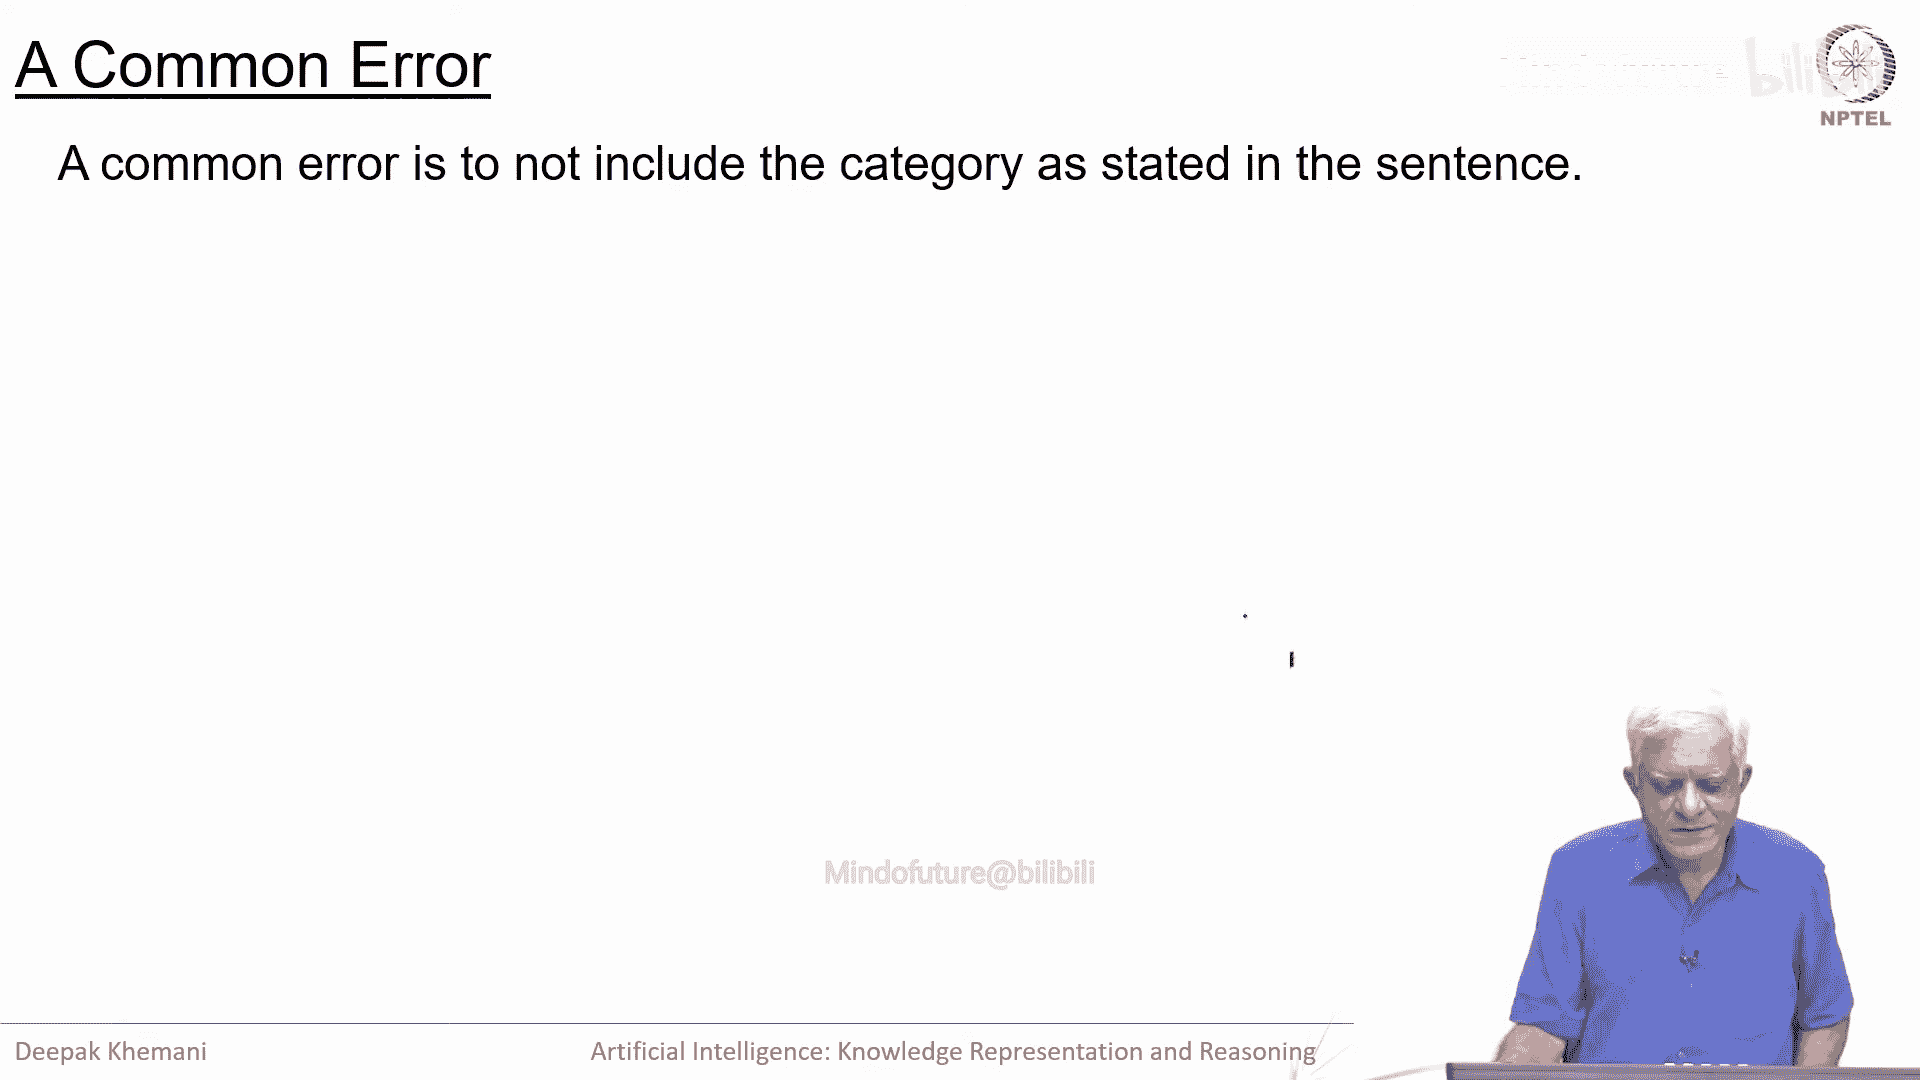 A Common Error
bili
NPTEL
A common error is to not include the category as stated in the sentence.
Mindofuture@bilibili
Deepak Khemani
Artificial Intelligence: Knowledge Representation and Reasoning